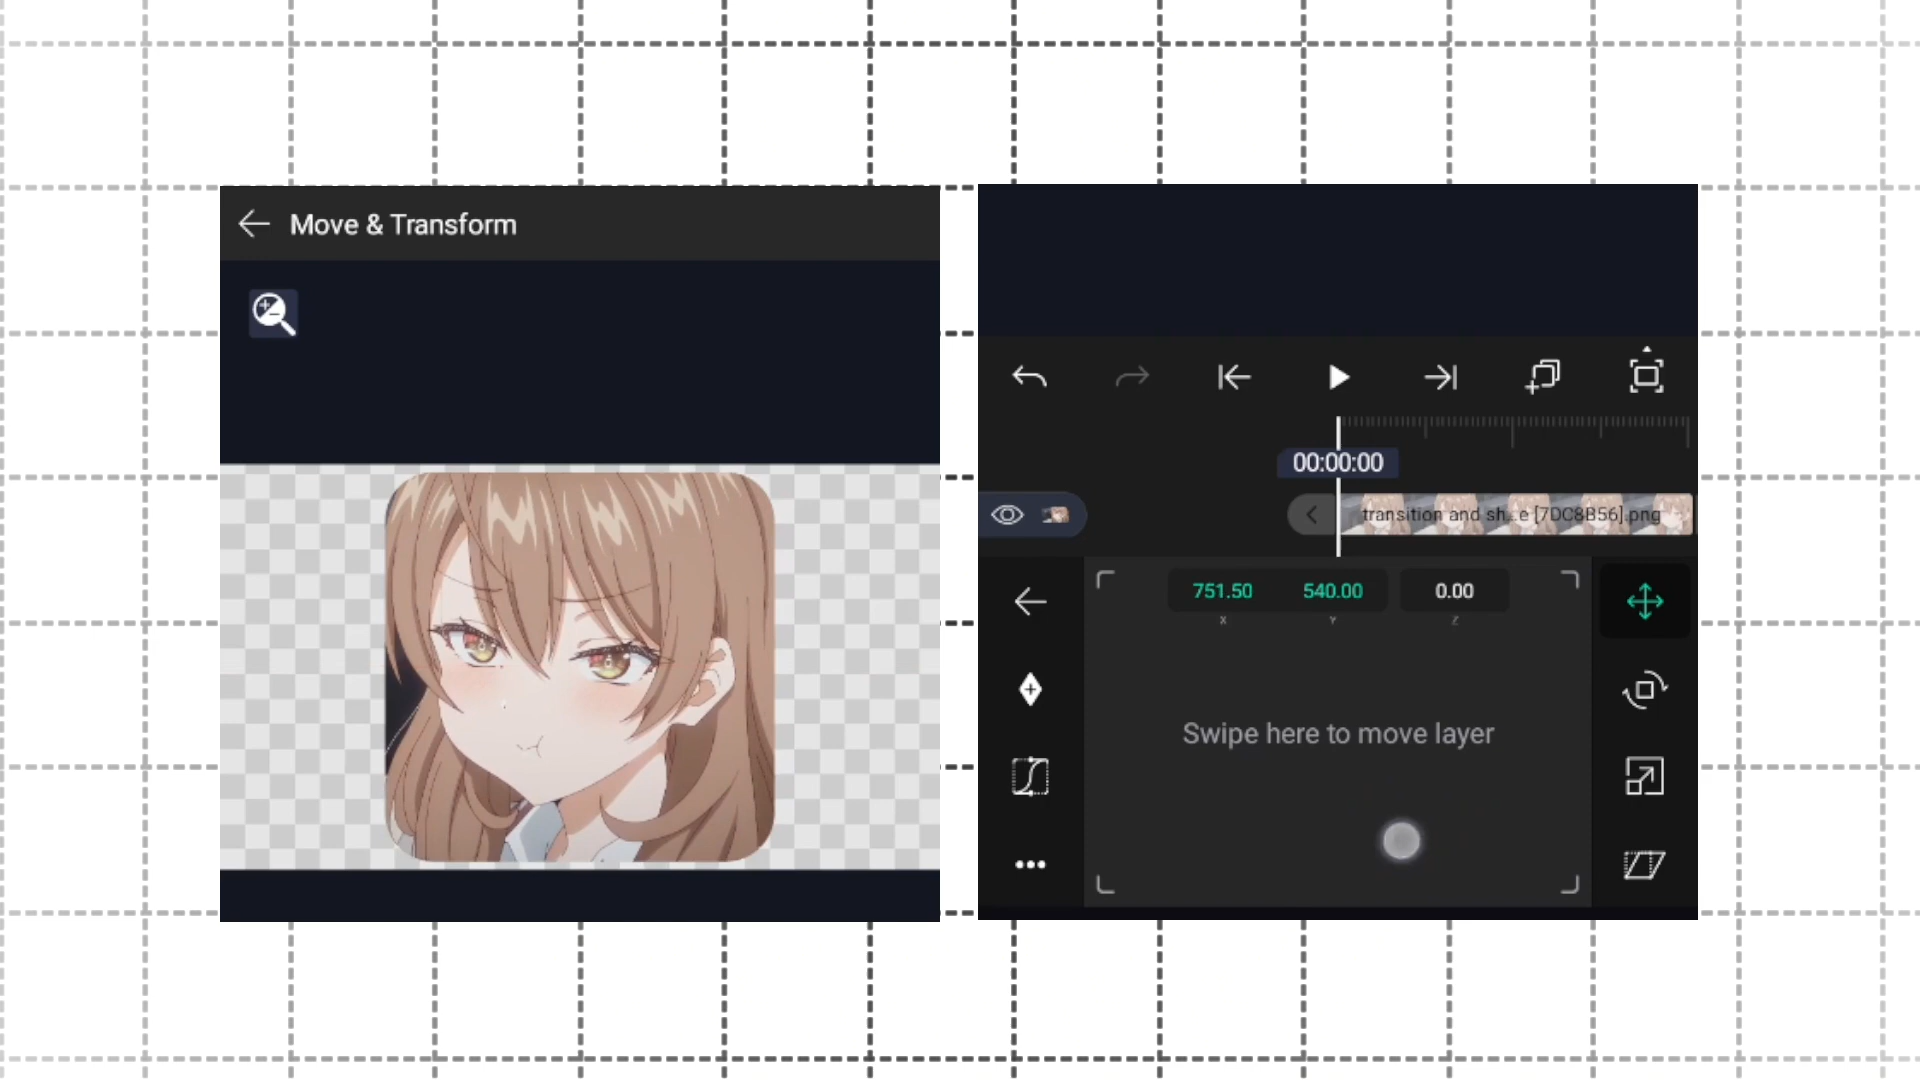 Move & Transform
00:00:00
transition and sh...e [7DC8B56].png
751.50 540.00 0.00
X Y Z
Swipe here to move layer